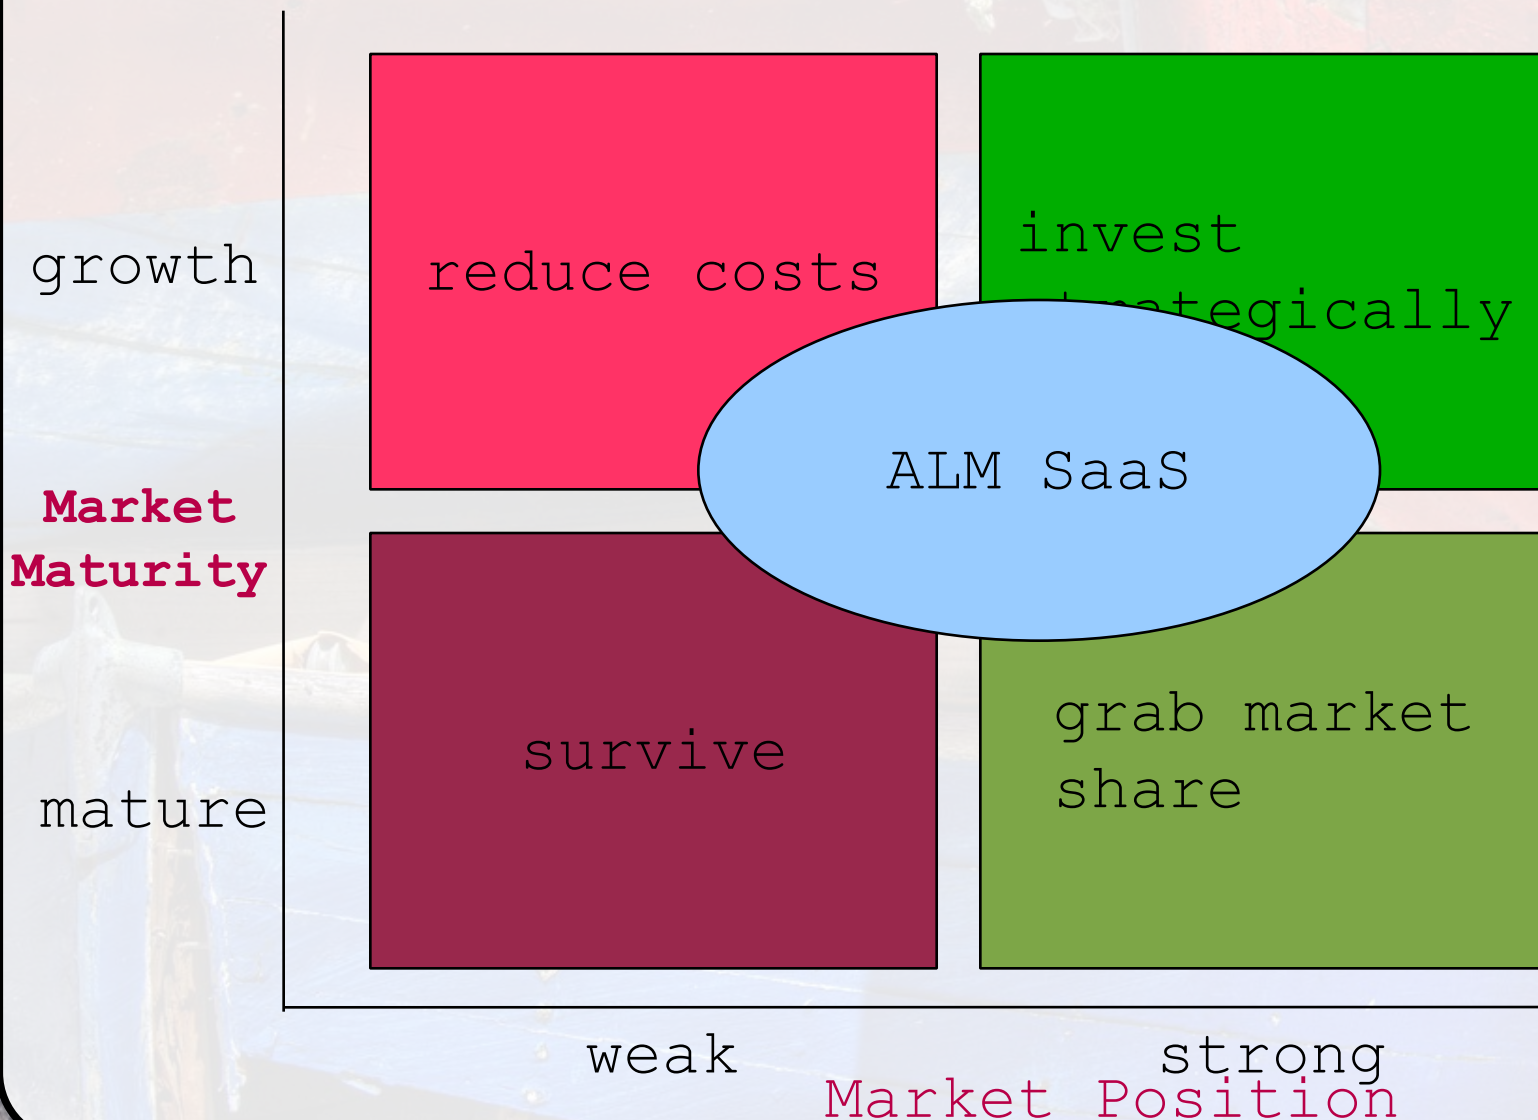 growth
reduce costs
invest
strategically
ALM SaaS
Market
Maturity
survive
grab market
share
mature
weak
strong
Market Position